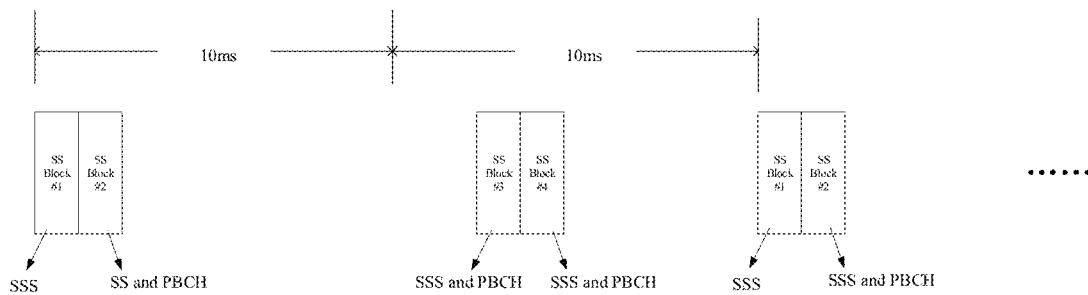 10ms
10ms
SS
Block
#1
SS
Block
#2
SS
Block
#3
SS
Block
#4
SS
Block
#1
SS
Block
#2
SSS
SS and PBCH
SSS and PBCH
SSS and PBCH
SSS
SSS and PBCH